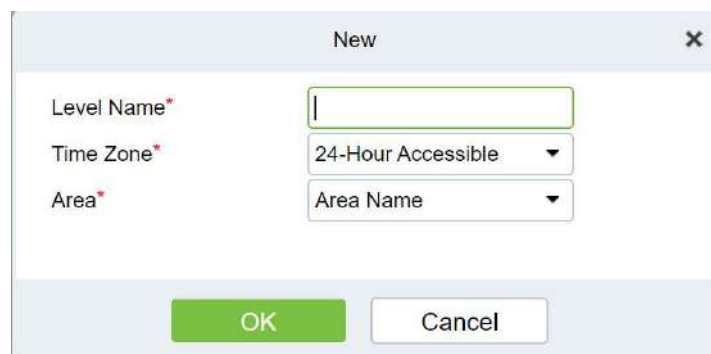 New
Level Name*
Time Zone* 24-Hour Accessible
Area* Area Name
OK Cancel